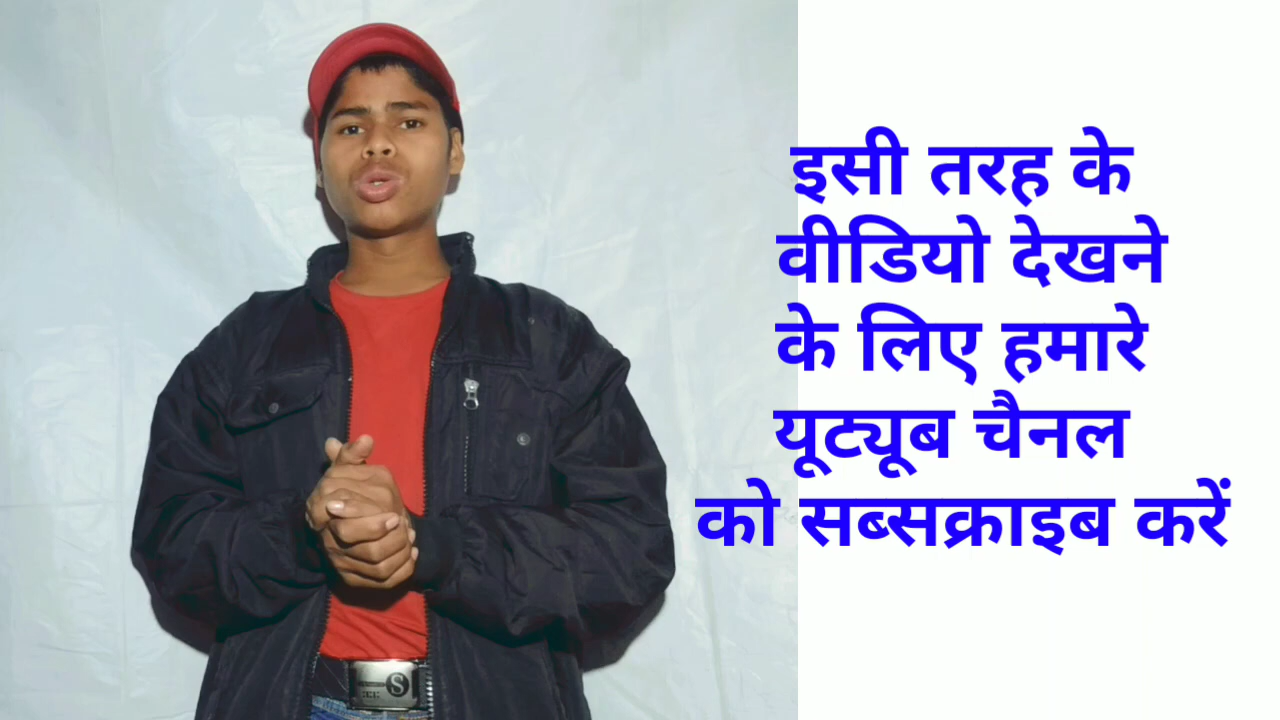 इसी तरह के
वीडियो देखने
के लिए हमारे
यूट्यूब चैनल
को सब्सक्राइब करें
S